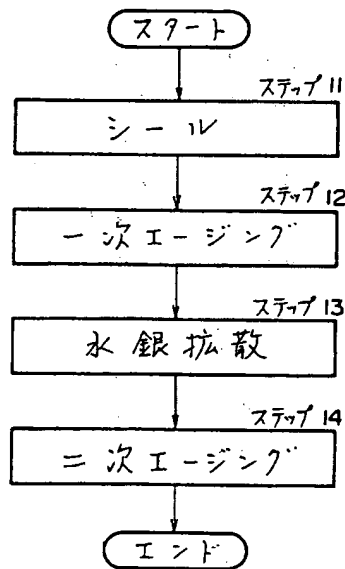 スタート
ステップ 11
シール
ステップ 12
一次エージング
ステップ 13
水銀拡散
ステップ 14
二次エージング
エンド